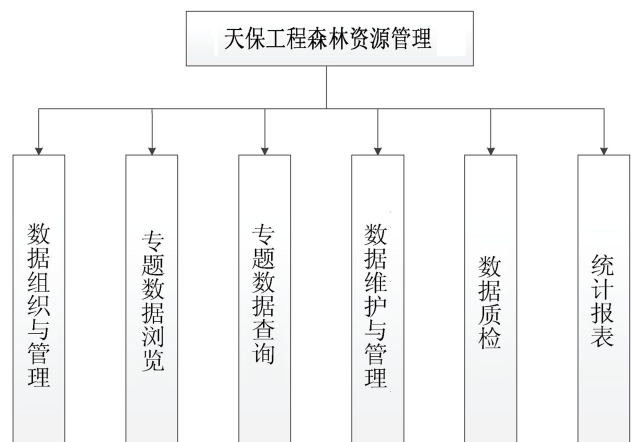 天保工程森林资源管理
数据组织与管理
专题数据浏览
专题数据查询
数据维护与管理
数据质检
统计报表